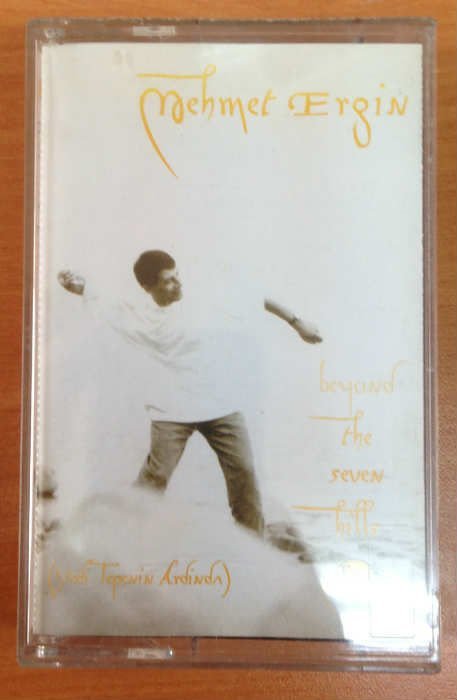 Mehmet Ergin
beyond
the
seven
hills
(Yedi Tepenin Ardında)